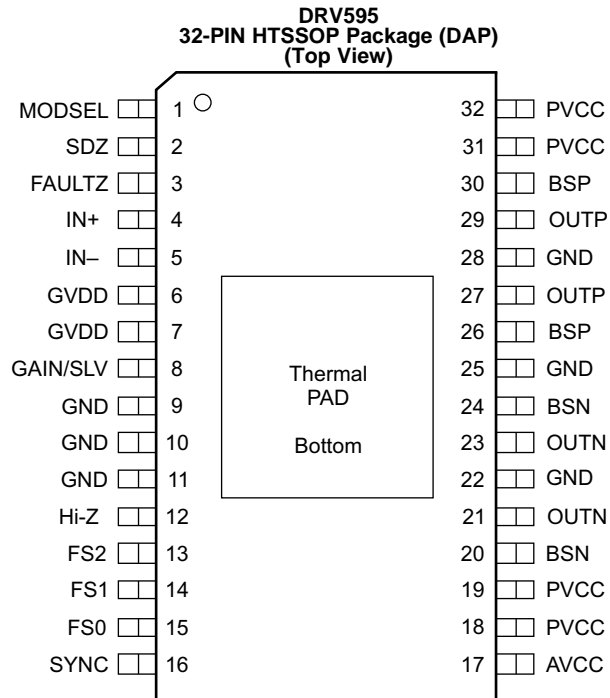 DRV595
32-PIN HTSSOP Package (DAP)
(Top View)
MODSEL 1 32 PVCC
SDZ 2 31 PVCC
FAULTZ 3 30 BSP
IN+ 4 29 OUTP
IN– 5 28 GND
GVDD 6 27 OUTP
GVDD 7 26 BSP
GAIN/SLV 8 25 GND
GND 9 24 BSN
GND 10 23 OUTN
GND 11 22 GND
Hi-Z 12 21 OUTN
FS2 13 20 BSN
FS1 14 19 PVCC
FS0 15 18 PVCC
SYNC 16 17 AVCC
Thermal
PAD
Bottom